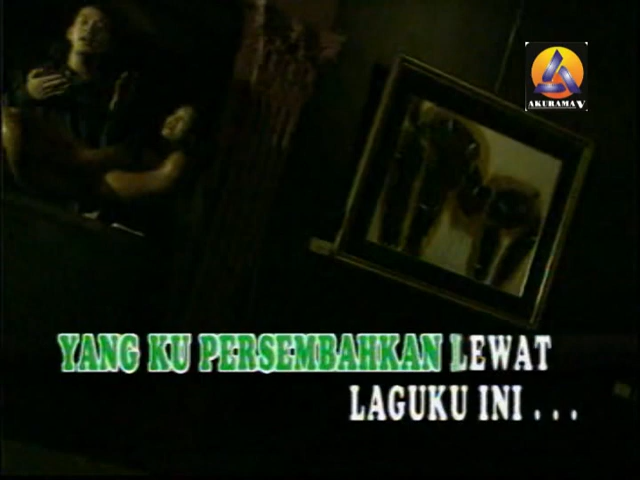 AKURAMA V
YANG KU PERSEMBAHKAN LEWAT
LAGUKU INI . . .